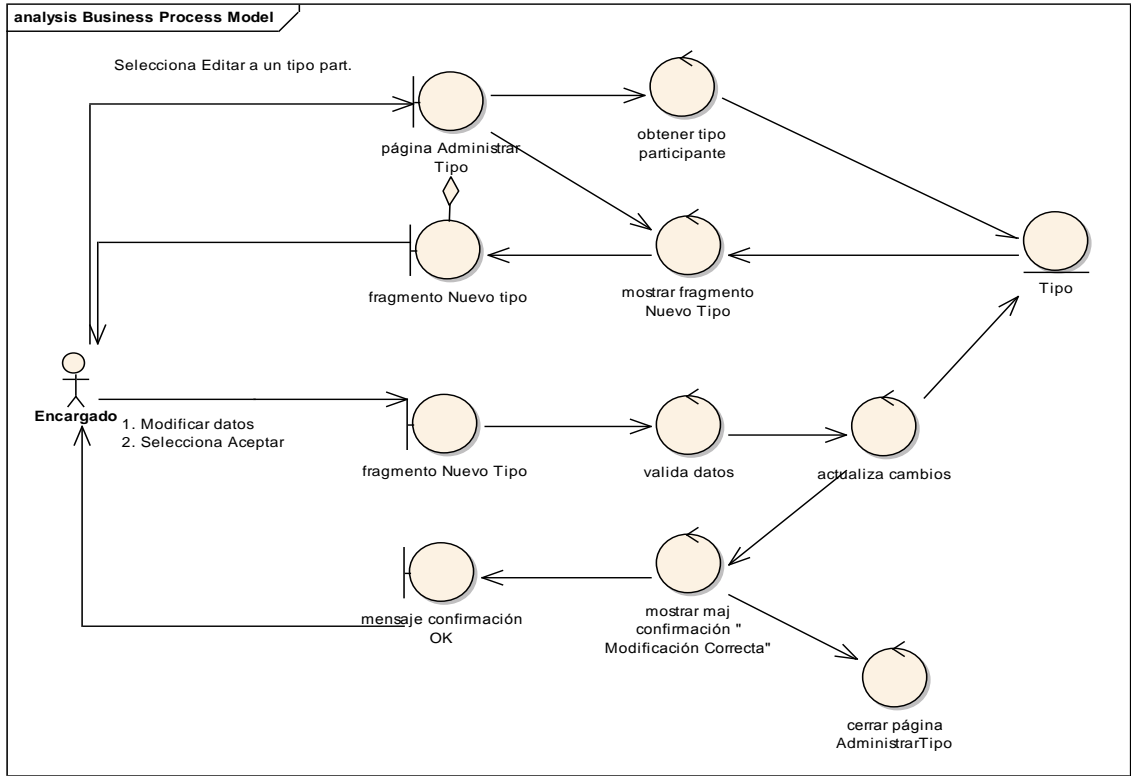 analysis Business Process Model
Selecciona Editar a un tipo part.
página Administrar
Tipo
obtener tipo
participante
fragmento Nuevo tipo
mostrar fragmento
Nuevo Tipo
Tipo
Encargado
1. Modificar datos
2. Selecciona Aceptar
fragmento Nuevo Tipo
valida datos
actualiza cambios
mensaje confirmación
OK
mostrar maj
confirmación "
Modificación Correcta"
cerrar página
AdministrarTipo